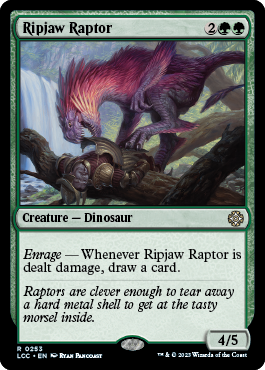 Ripjaw Raptor 2
Creature — Dinosaur
Enrage — Whenever Ripjaw Raptor is
dealt damage, draw a card.
Raptors are clever enough to tear away
a hard metal shell to get at the tasty
morsel inside.
4/5
R 0253
LCC • EN Ryan Pancoast
™ & © 2023 Wizards of the Coast